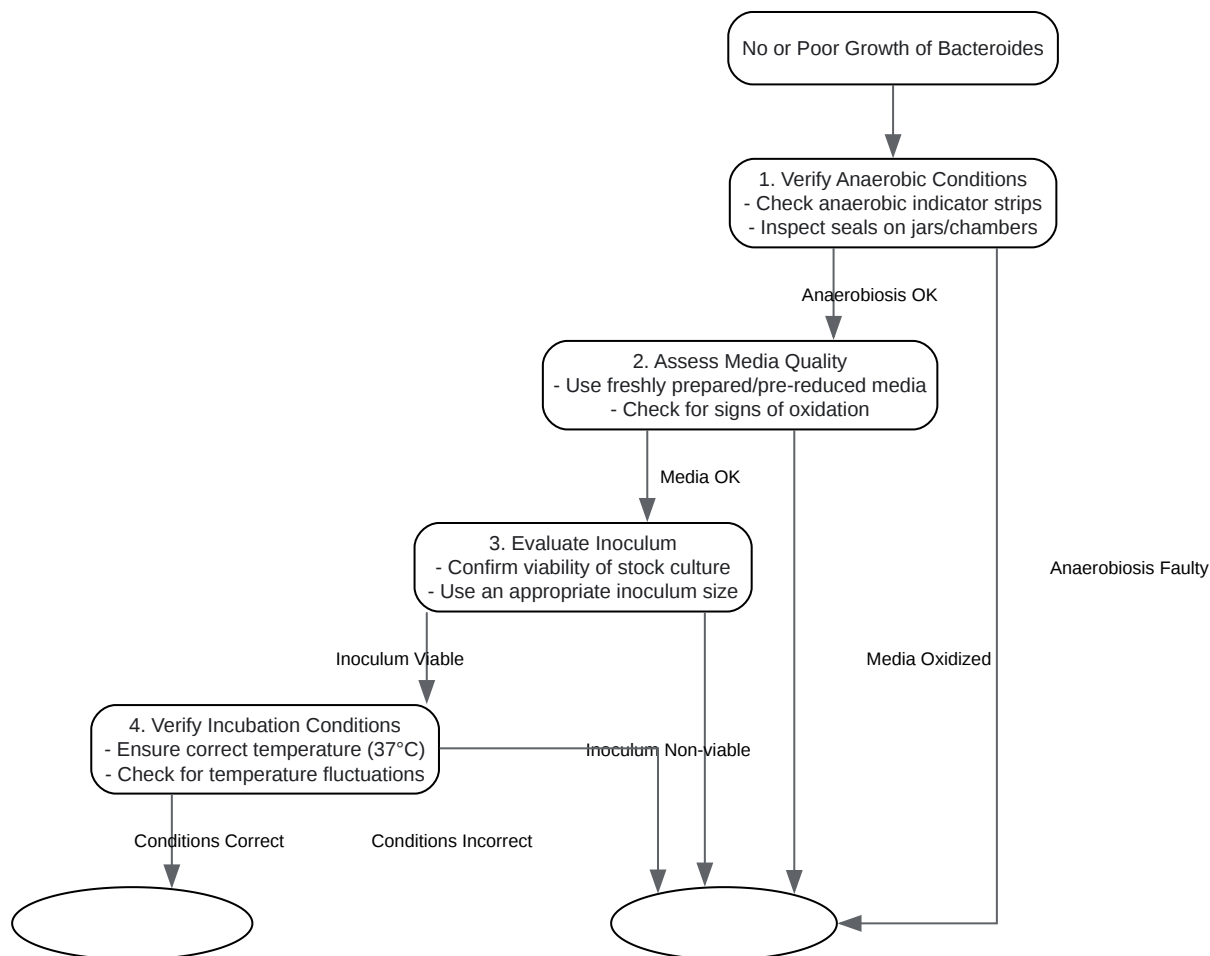 No or Poor Growth of Bacteroides
1. Verify Anaerobic Conditions
- Check anaerobic indicator strips
- Inspect seals on jars/chambers
Anaerobiosis OK
2. Assess Media Quality
- Use freshly prepared/pre-reduced media
- Check for signs of oxidation
Media OK
3. Evaluate Inoculum
- Confirm viability of stock culture
- Use an appropriate inoculum size
Anaerobiosis Faulty
Inoculum Viable
Media Oxidized
4. Verify Incubation Conditions
- Ensure correct temperature (37°C)
- Check for temperature fluctuations
Inoculum Non-viable
Conditions Correct
Conditions Incorrect